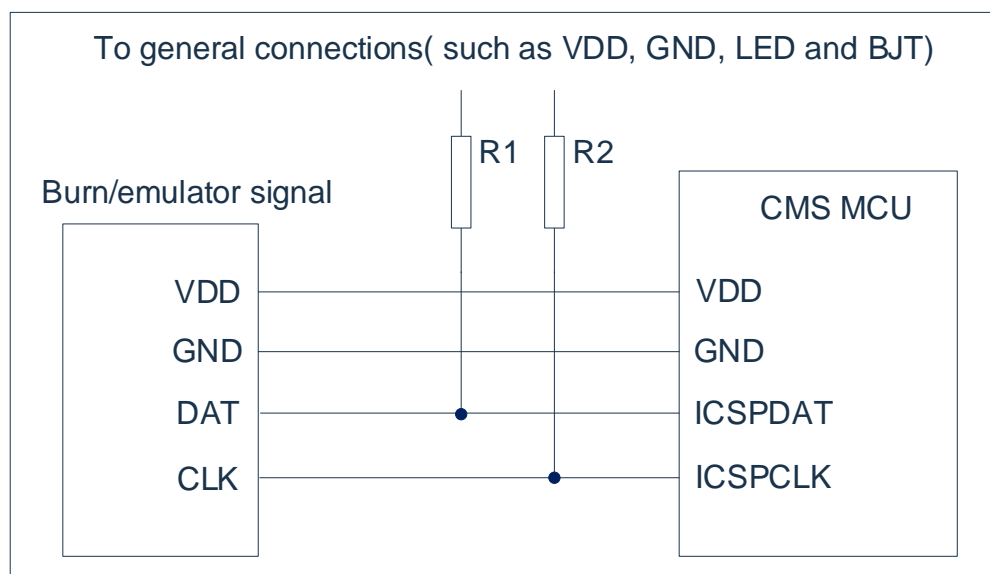 To general connections( such as VDD, GND, LED and BJT)
R1
R2
Burn/emulator signal
CMS MCU
VDD
VDD
GND
GND
DAT
ICSPDAT
CLK
ICSPCLK